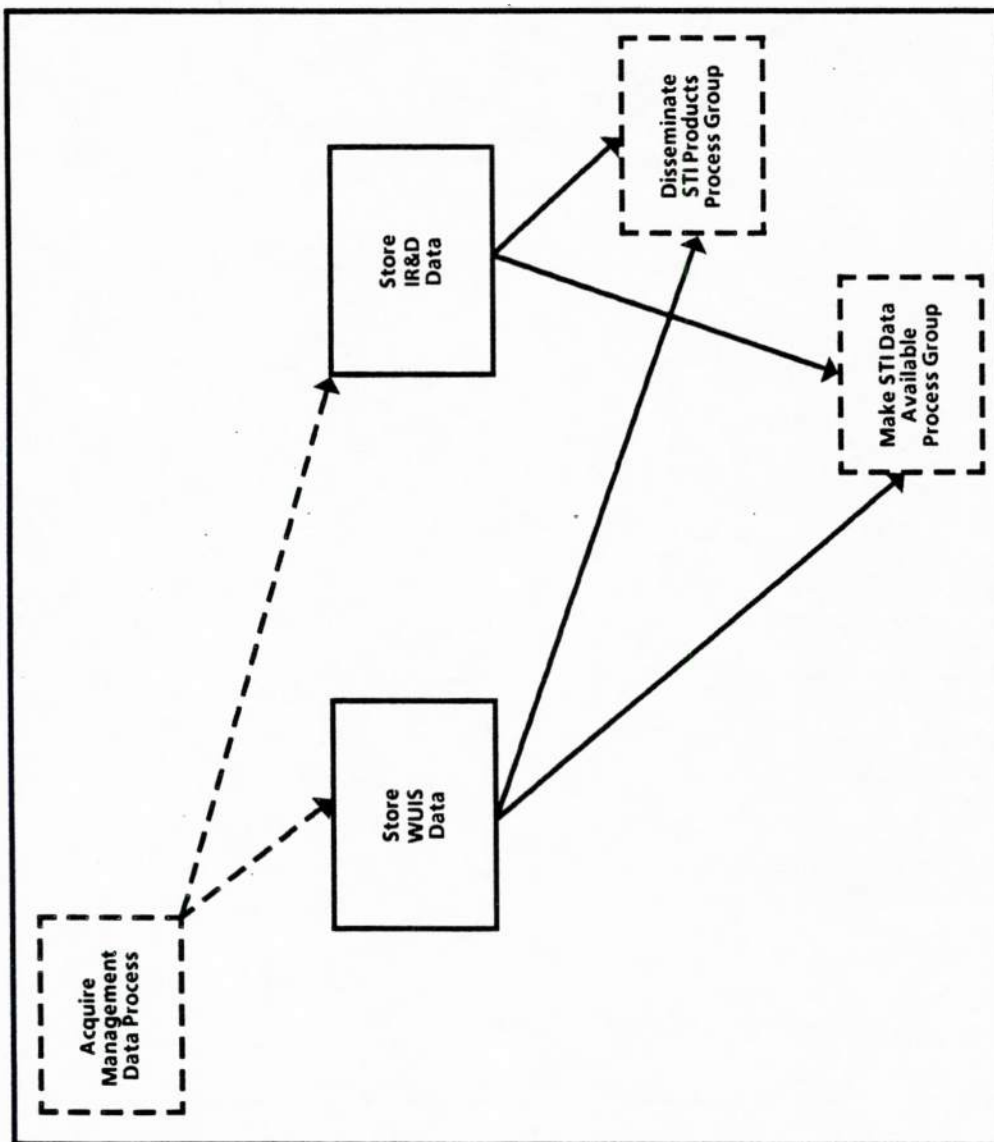 Acquire
Management
Data Process
Store
WUIS
Data
Store
IR&D
Data
Disseminate
STI Products
Process Group
Make STI Data
Available
Process Group